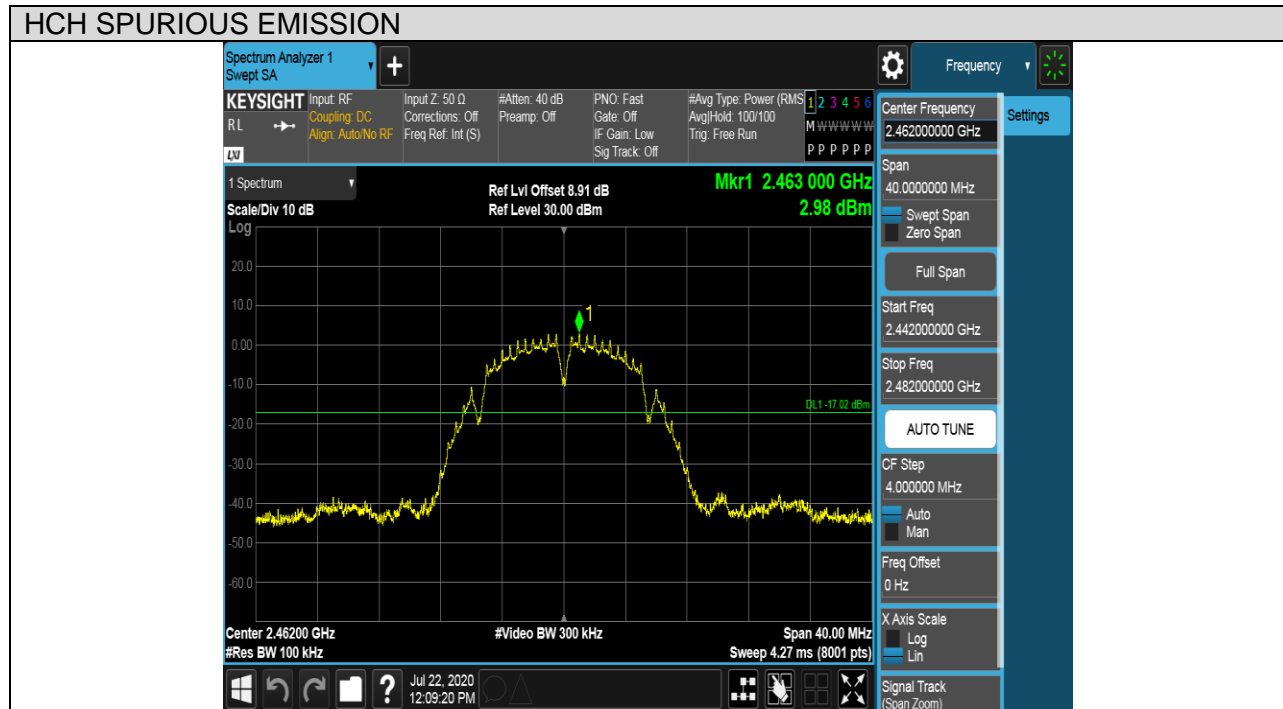 HCH SPURIOUS EMISSION
Spectrum Analyzer 1
Swept SA
+
Frequency
KEYSIGHT
RL
LXI
Input: RF
Coupling: DC
Align: Auto/No RF
Input Z: 50 Ω
Corrections: Off
Freq Ref: Int (S)
#Atten: 40 dB
Preamp: Off
PNO: Fast
Gate: Off
IF Gain: Low
Sig Track: Off
#Avg Type: Power (RMS
Avg|Hold: 100/100
Trig: Free Run
1 2 3 4 5 6
M W W W W W
P P P P P P
1 Spectrum
Scale/Div 10 dB
Log
Ref Lvl Offset 8.91 dB
Ref Level 30.00 dBm
Mkr1 2.463 000 GHz
2.98 dBm
20.0
10.0
0.00
-10.0
-20.0
-30.0
-40.0
-50.0
-60.0
1
DL1 -17.02 dBm
Center 2.46200 GHz
#Res BW 100 kHz
#Video BW 300 kHz
Span 40.00 MHz
Sweep 4.27 ms (8001 pts)
Center Frequency
2.462000000 GHz
Span
40.0000000 MHz
Swept Span
Zero Span
Full Span
Start Freq
2.442000000 GHz
Stop Freq
2.482000000 GHz
AUTO TUNE
CF Step
4.000000 MHz
Auto
Man
Freq Offset
0 Hz
X Axis Scale
Log
Lin
Signal Track
(Span Zoom)
Settings
?
Jul 22, 2020
12:09:20 PM